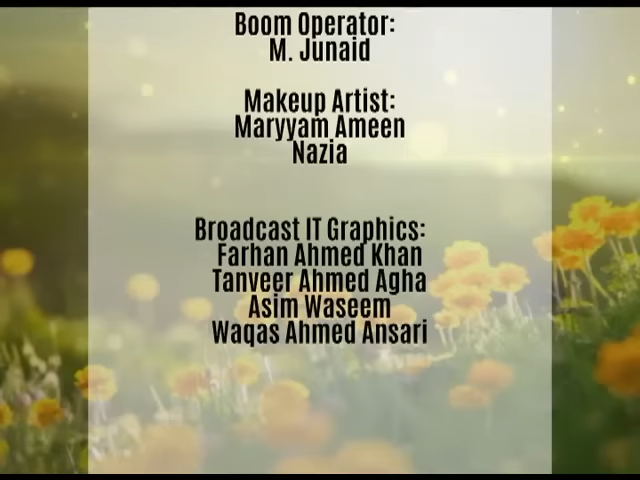 Boom Operator:
M. Junaid
Makeup Artist:
Maryyam Ameen
Nazia
Broadcast IT Graphics:
Farhan Ahmed Khan
Tanveer Ahmed Agha
Asim Waseem
Waqas Ahmed Ansari